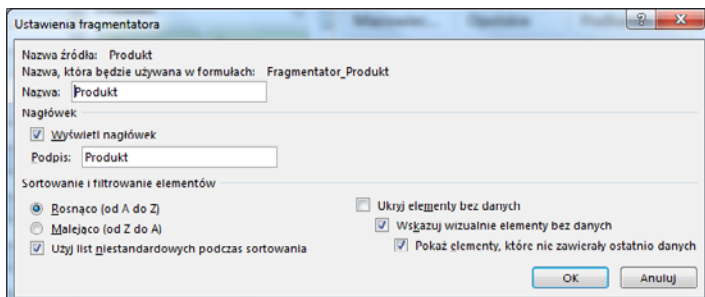 Ustawienia fragmentatora
Nazwa źródła: Produkt
Nazwa, która będzie używana w formułach: Fragmentator_Produkt
Nazwa: Produkt
Nagłówek
Wyświetl nagłówek
Podpis: Produkt
Sortowanie i filtrowanie elementów
Rosnąco (od A do Z)
Malejąco (od Z do A)
Użyj list niestandardowych podczas sortowania
Ukryj elementy bez danych
Wskazuj wizualnie elementy bez danych
Pokaż elementy, które nie zawierały ostatnio danych
OK Anuluj